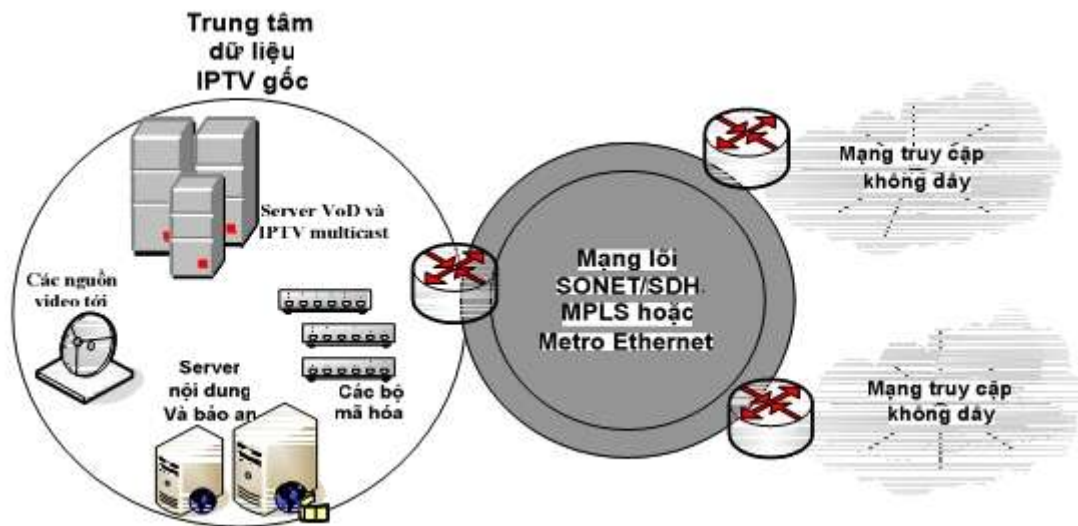 Trung tâm
dữ liệu
IPTV gốc
Server VoD và
IPTV multicast
Các nguồn
video tới
Server
nội dung
Và bảo an
Các bộ
mã hóa
Mạng lõi
SONET/SDH.
MPLS hoặc
Metro Ethernet
Mạng truy cập
không dây
Mạng truy cập
không dây